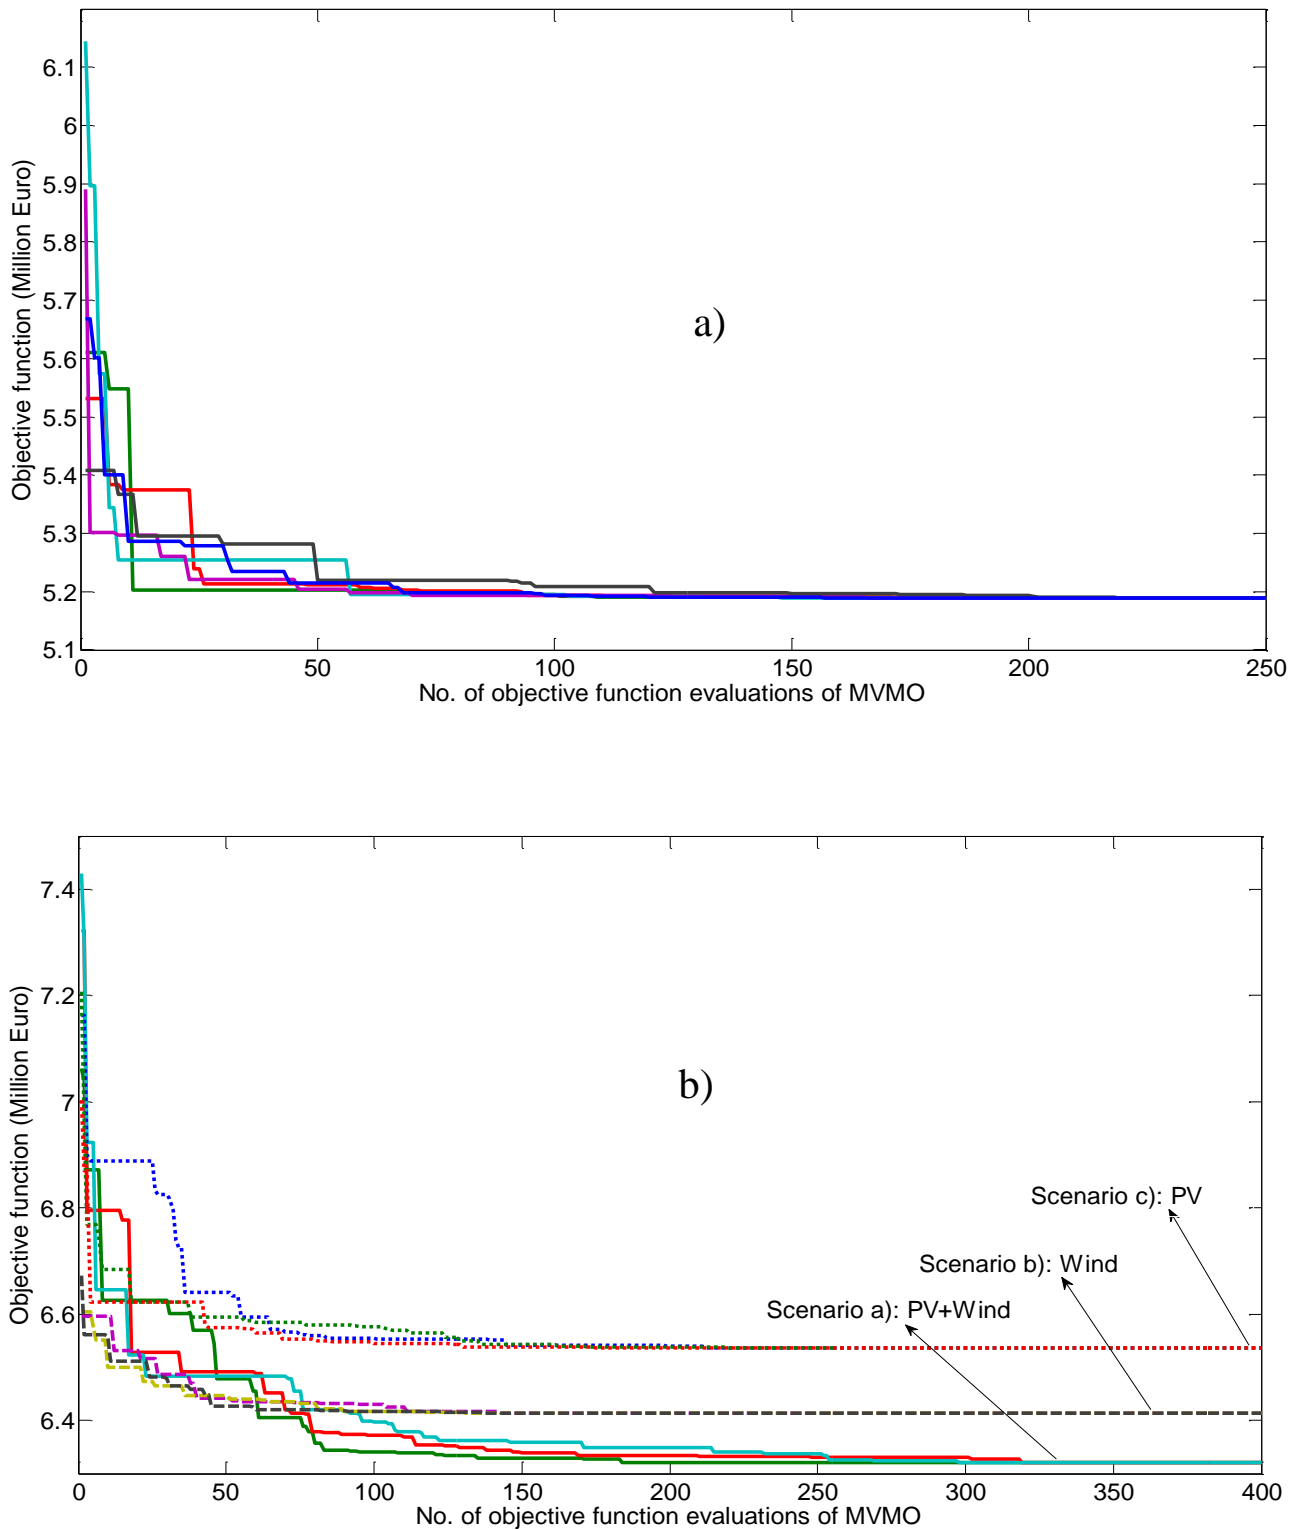 6.1
6
5.9
5.8
5.7
5.6
5.5
5.4
5.3
5.2
5.1
Objective function (Million Euro)
a)
0 50 100 150 200 250
No. of objective function evaluations of MVMO
7.4
7.2
7
6.8
6.6
6.4
Objective function (Million Euro)
b)
Scenario c): PV
Scenario b): Wind
Scenario a): PV+Wind
0 50 100 150 200 250 300 350 400
No. of objective function evaluations of MVMO